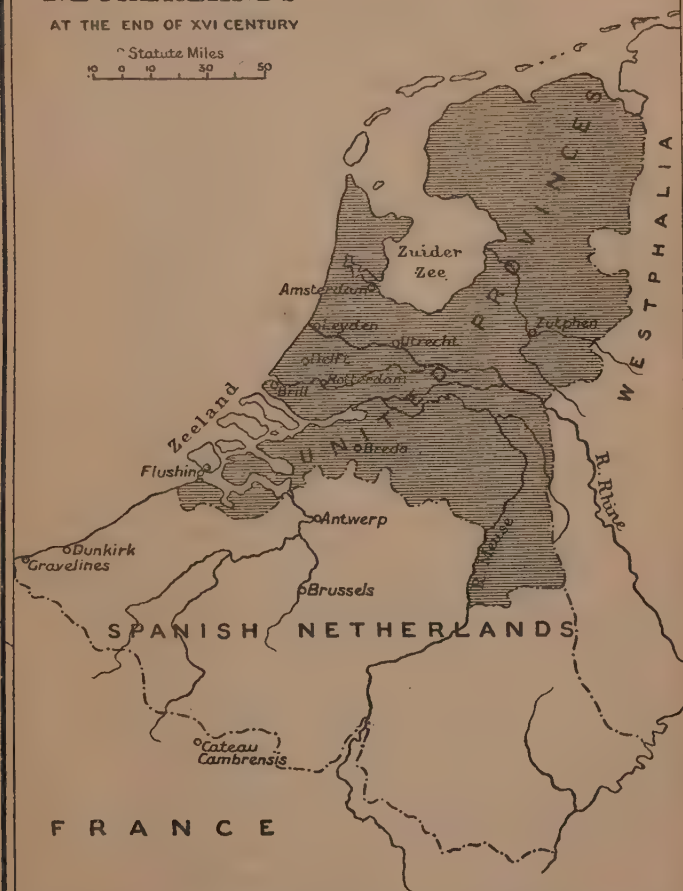 AT THE END OF XVI CENTURY
Statute Miles
10 0 10 30 50
UNITED PROVINCES
WESTPHALIA
Zuider
Zee
Amsterdam
Leyden
Utrecht
Zutphen
Delft
Rotterdam
Brill
Zeeland
Breda
Flushing
R. Rhine
R. Meuse
Antwerp
Dunkirk
Gravelines
Brussels
SPANISH NETHERLANDS
Cateau
Cambrensis
FRANCE